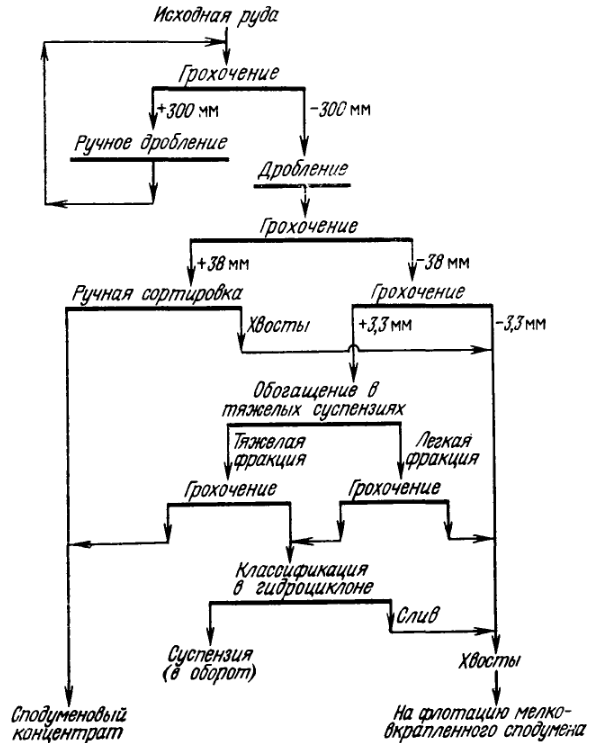 Исходная руда
Грохочение
+300 мм
-300 мм
Ручное дробление
Дробление
Грохочение
+38 мм
-38 мм
Ручная сортировка
Грохочение
Хвосты
+3,3 мм
-3,3 мм
Обогащение в
тяжелых суспензиях
Тяжелая
фракция
Легкая
фракция
Грохочение
Грохочение
Классификация
в гидроциклоне
Слив
Суспензия
(в оборот)
Хвосты
Сподуменовый
концентрат
На флотацию мелко-
вкрапленного сподумена